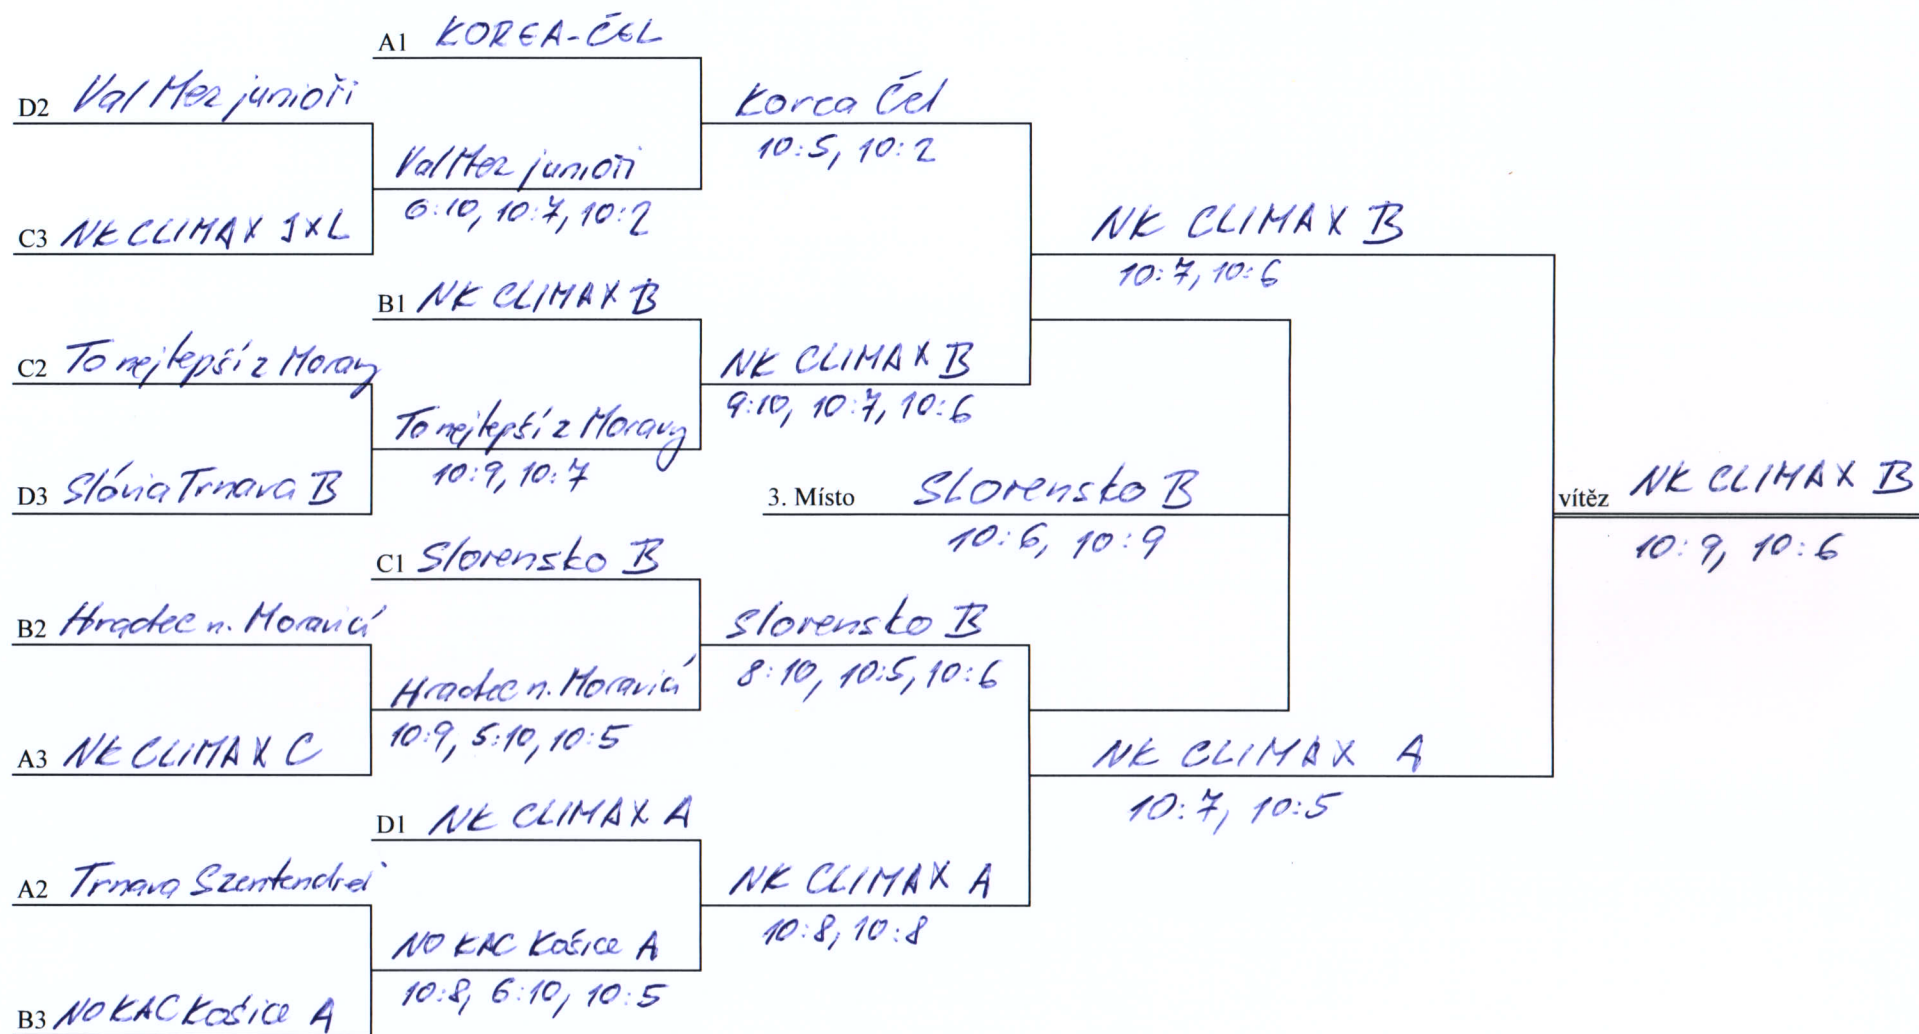 A1 KOREA-ČEL
D2 Val Mez junioři
Korea Čel
10:5, 10:2
ValMez junioři
6:10, 10:7, 10:2
C3 NK CLIMAX JXL
NK CLIMAX B
10:7, 10:6
B1 NK CLIMAX B
C2 To nejlepší z Moravy
NK CLIMAX B
9:10, 10:7, 10:6
To nejlepší z Moravy
10:9, 10:7
D3 Slávia Trnava B
3. Místo Slovensko B
10:6, 10:9
vítěz NK CLIMAX B
10:9, 10:6
C1 Slovensko B
B2 Hradec n. Moravicí
Slovensko B
8:10, 10:5, 10:6
Hradec n. Moravicí
10:9, 5:10, 10:5
A3 NK CLIMAX C
NK CLIMAX A
10:7, 10:5
D1 NK CLIMAX A
A2 Trnava Szentendrei
NK CLIMAX A
10:8, 10:8
NO KAC Košice A
10:8, 6:10, 10:5
B3 NO KAC Košice A